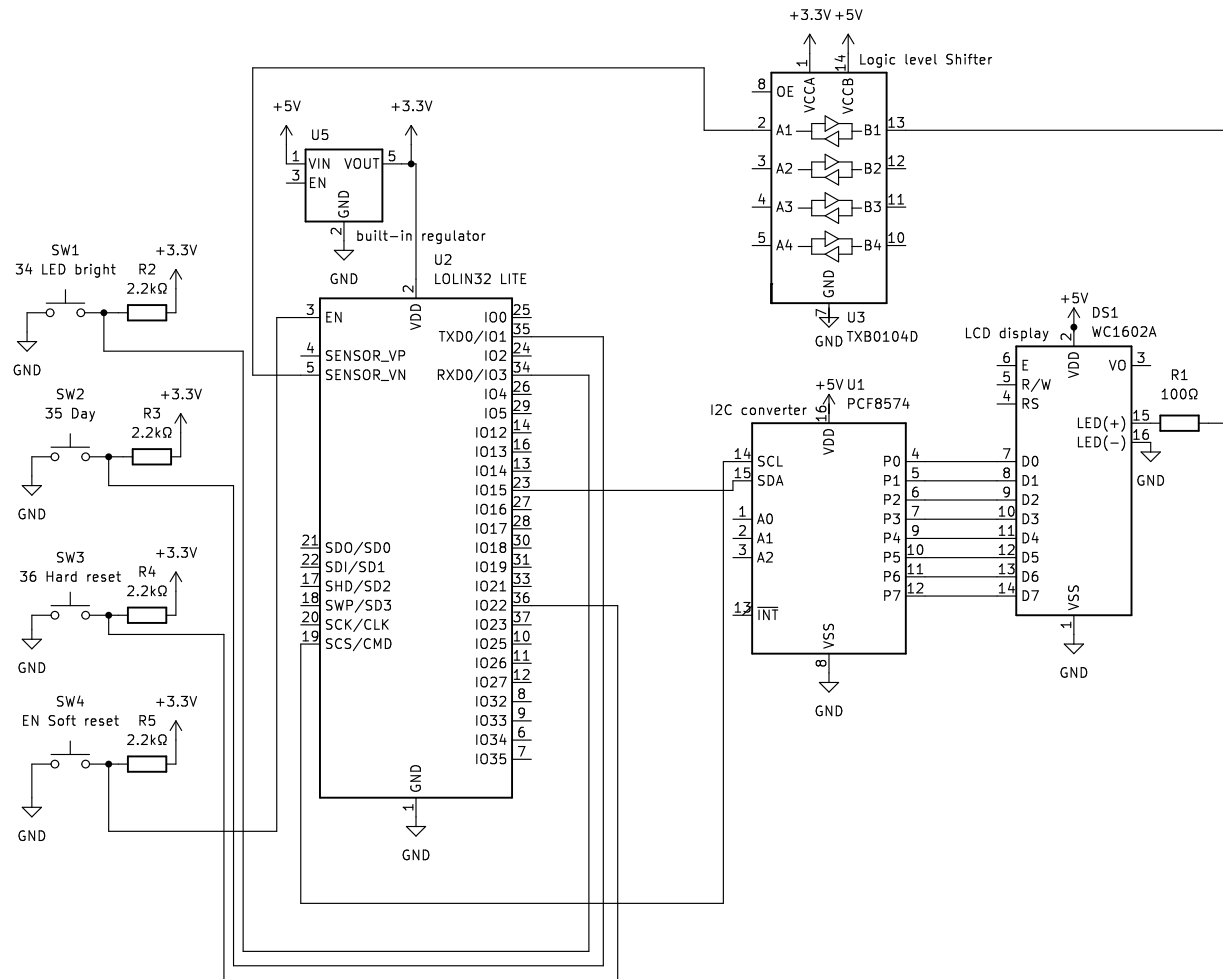 +3.3V +5V
1 14
Logic level Shifter
8 OE VCCA VCCB
2 A1 B1 13
3 A2 B2 12
4 A3 B3 11
5 A4 B4 10
GND
7
GND
U3
TXB0104D
+5V +3.3V
U5
1 VIN VOUT 5
3 EN
GND
2
built-in regulator
GND
U2
LOLIN32 LITE
2
VDD
3 EN
4 SENSOR_VP
5 SENSOR_VN
21 SDO/SD0
22 SDI/SD1
17 SHD/SD2
18 SWP/SD3
20 SCK/CLK
19 SCS/CMD
IO0 25
TXD0/IO1 35
IO2 24
RXD0/IO3 34
IO4 26
IO5 29
IO12 14
IO13 16
IO14 13
IO15 23
IO16 27
IO17 28
IO18 30
IO19 31
IO21 33
IO22 36
IO23 37
IO25 10
IO26 11
IO27 12
IO32 8
IO33 9
IO34 6
IO35 7
GND
1
GND
SW1
34 LED bright
R2
2.2kΩ
+3.3V
GND
SW2
35 Day
R3
2.2kΩ
+3.3V
GND
SW3
36 Hard reset
R4
2.2kΩ
+3.3V
GND
SW4
EN Soft reset
R5
2.2kΩ
+3.3V
GND
I2C converter
+5V
U1
PCF8574
16
VDD
14 SCL
15 SDA
1 A0
2 A1
3 A2
13 INT
P0 4
P1 5
P2 6
P3 7
P4 9
P5 10
P6 11
P7 12
VSS
8
GND
LCD display
+5V
DS1
WC1602A
2
VDD
6 E
5 R/W
4 RS
VO 3
LED(+) 15
LED(-) 16
R1
100Ω
GND
7 D0
8 D1
9 D2
10 D3
11 D4
12 D5
13 D6
14 D7
VSS
1
GND